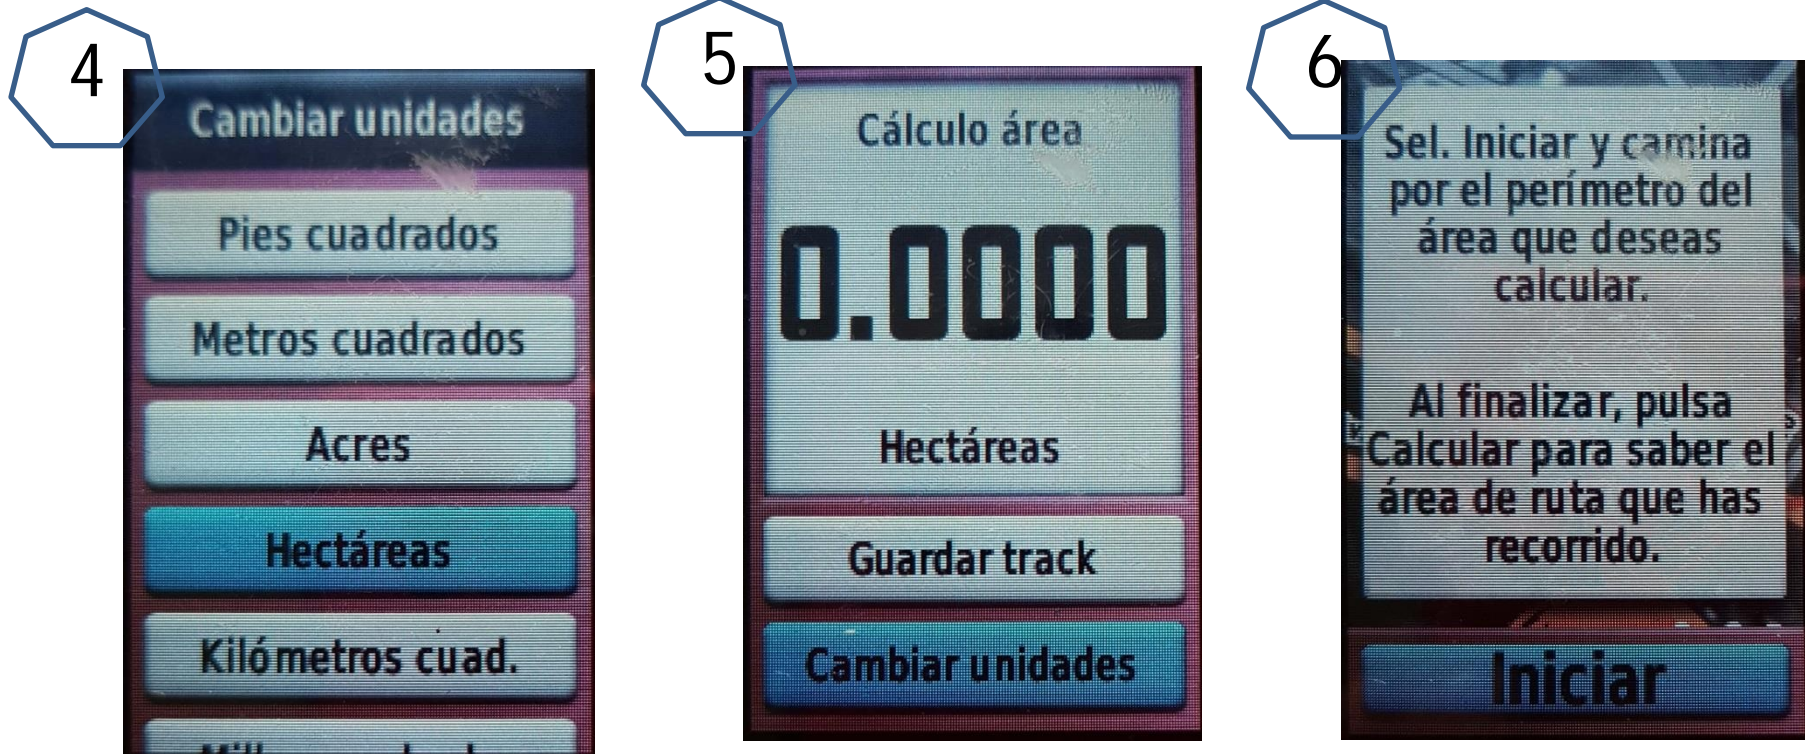 4
Cambiar unidades
Pies cuadrados
Metros cuadrados
Acres
Hectáreas
Kilómetros cuad.
5
Cálculo área
0.0000
Hectáreas
Guardar track
Cambiar unidades
6
Sel. Iniciar y camina
por el perímetro del
área que deseas
calcular.
Al finalizar, pulsa
Calcular para saber el
área de ruta que has
recorrido.
Iniciar